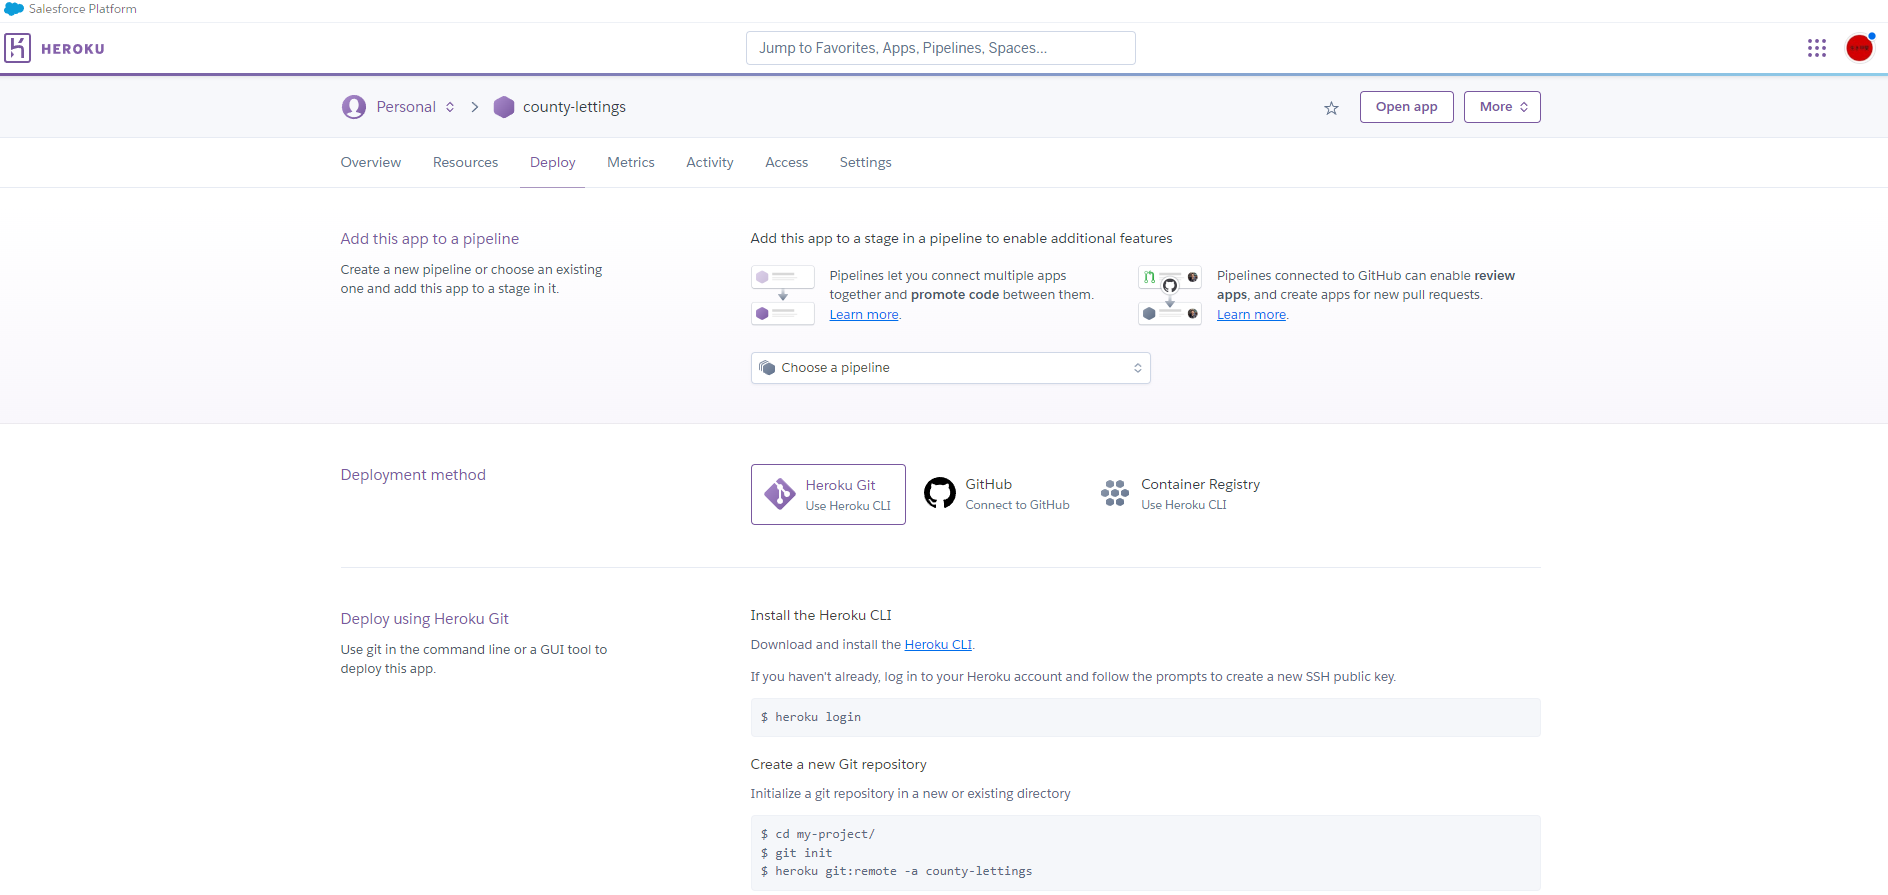 Salesforce Platform
HEROKU
Jump to Favorites, Apps, Pipelines, Spaces...
Personal
county-lettings
Open app
More
Overview
Resources
Deploy
Metrics
Activity
Access
Settings
Add this app to a pipeline
Create a new pipeline or choose an existing
one and add this app to a stage in it.
Add this app to a stage in a pipeline to enable additional features
Pipelines let you connect multiple apps
together and promote code between them.
Learn more.
Pipelines connected to GitHub can enable review
apps, and create apps for new pull requests.
Learn more.
Choose a pipeline
Deployment method
Heroku Git
Use Heroku CLI
GitHub
Connect to GitHub
Container Registry
Use Heroku CLI
Deploy using Heroku Git
Use git in the command line or a GUI tool to
deploy this app.
Install the Heroku CLI
Download and install the Heroku CLI.
If you haven't already, log in to your Heroku account and follow the prompts to create a new SSH public key.
$ heroku login
Create a new Git repository
Initialize a git repository in a new or existing directory
$ cd my-project/
$ git init
$ heroku git:remote -a county-lettings